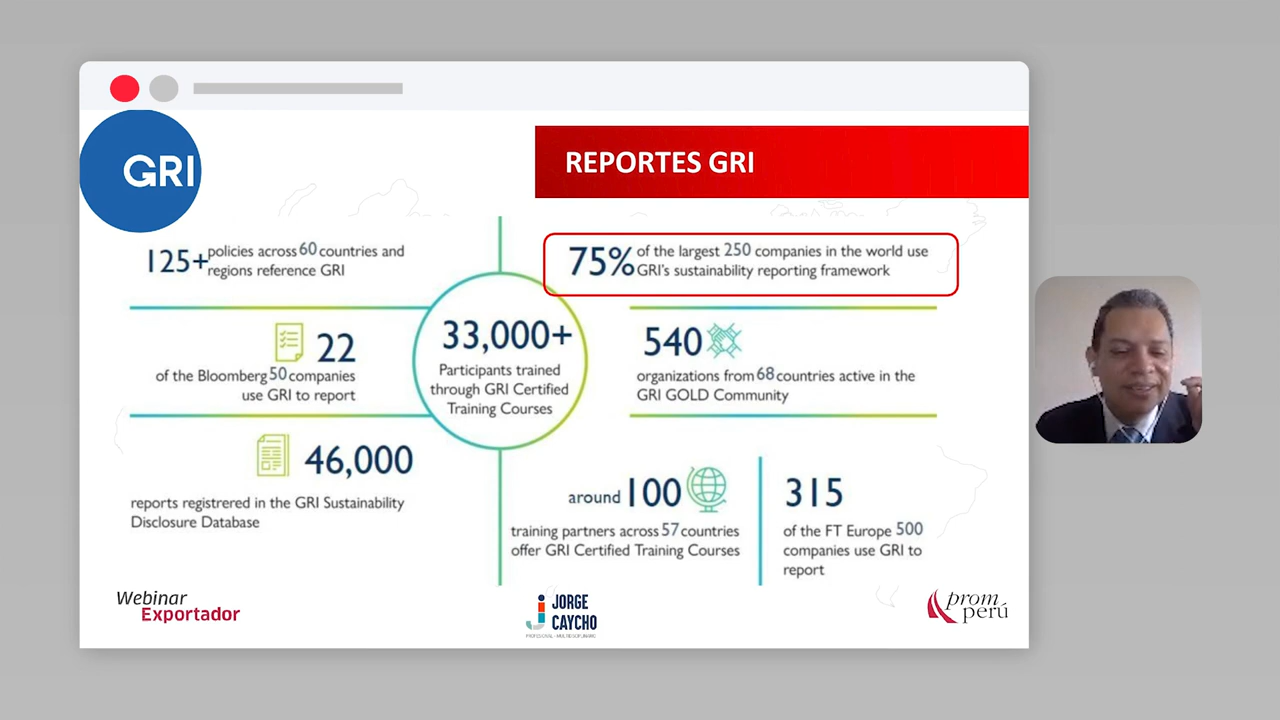 GRI
REPORTES GRI
125+ policies across 60 countries and
regions reference GRI
75% of the largest 250 companies in the world use
GRI's sustainability reporting framework
33,000+
Participants trained
through GRI Certified
Training Courses
22
of the Bloomberg 50 companies
use GRI to report
540
organizations from 68 countries active in the
GRI GOLD Community
46,000
reports registrered in the GRI Sustainability
Disclosure Database
around 100
training partners across 57 countries
offer GRI Certified Training Courses
315
of the FT Europe 500
companies use GRI to
report
Webinar
Exportador
JORGE
CAYCHO
prom
perú